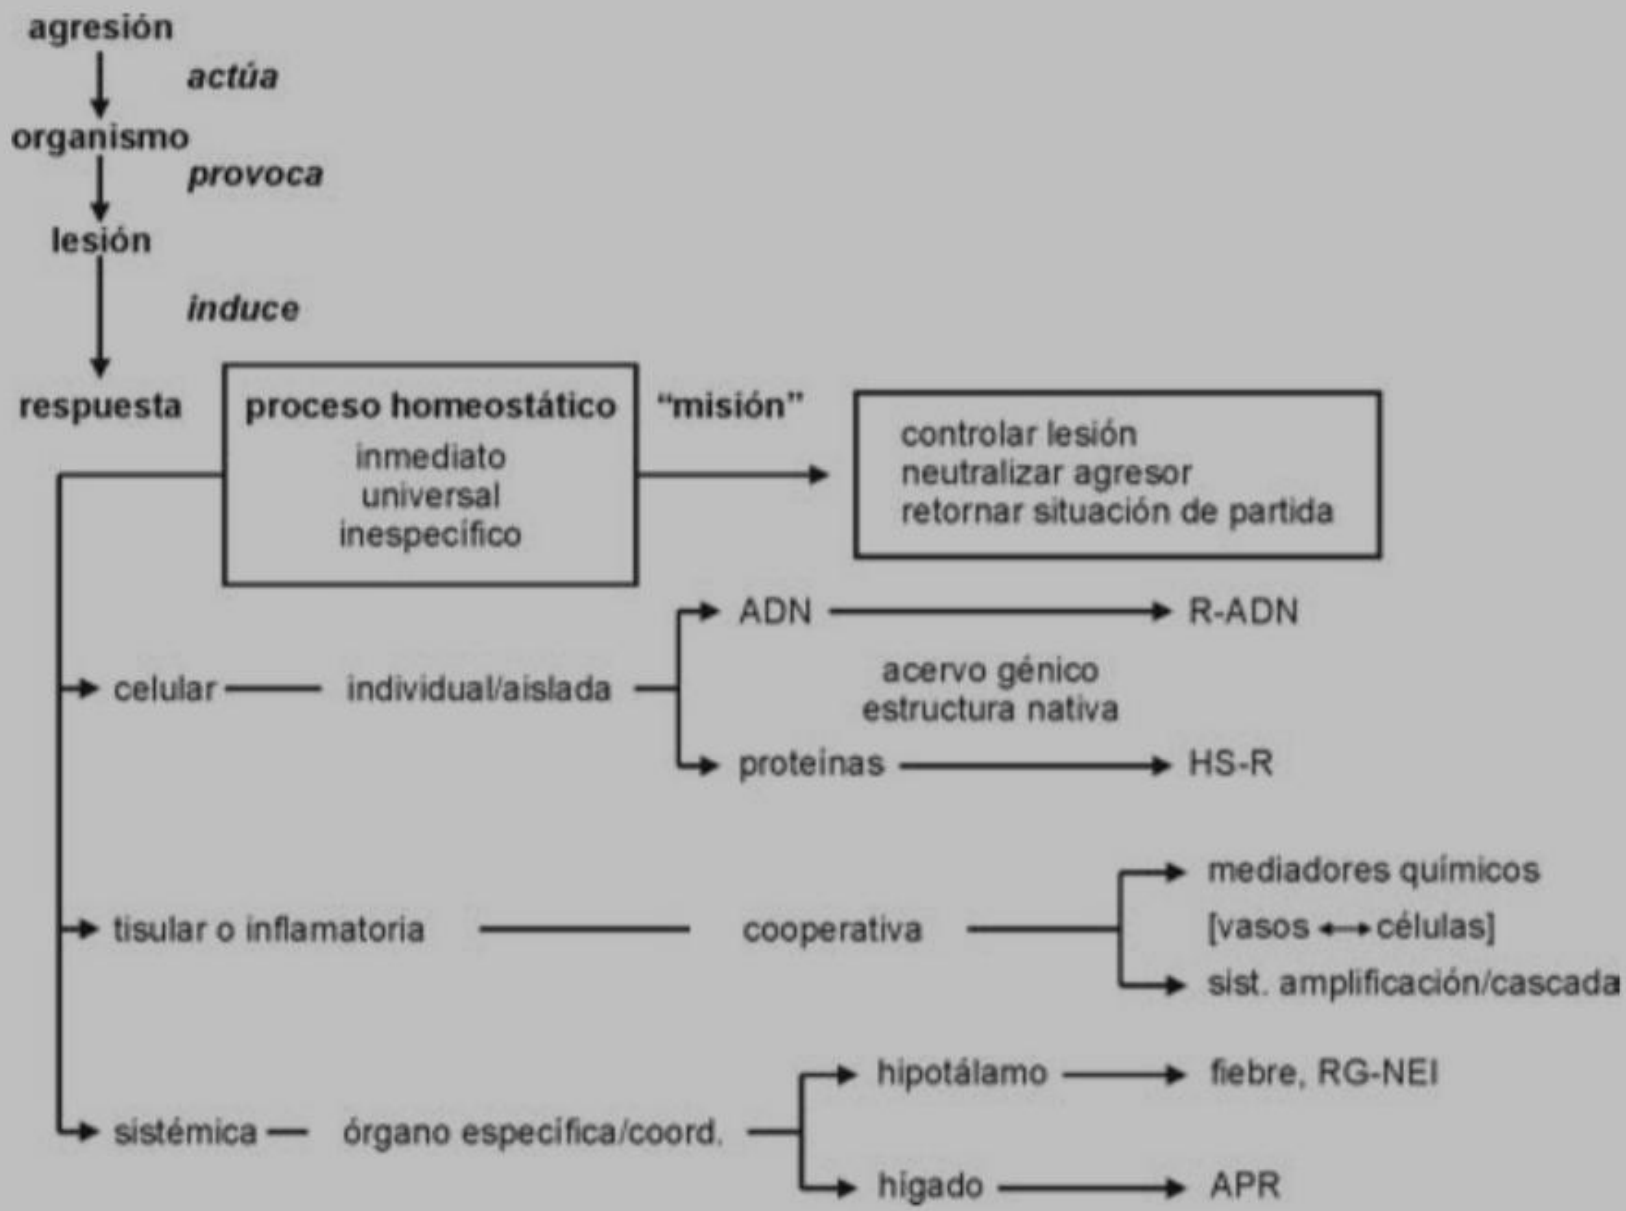 agresión
actúa
organismo
provoca
lesión
induce
respuesta
proceso homeostático
inmediato
universal
inespecífico
“misión”
controlar lesión
neutralizar agresor
retornar situación de partida
celular
individual/aislada
ADN
R-ADN
acervo génico
estructura nativa
proteínas
HS-R
tisular o inflamatoria
cooperativa
mediadores químicos
[vasos ↔ células]
sist. amplificación/cascada
sistémica
órgano específica/coord.
hipotálamo
fiebre, RG-NEI
hígado
APR